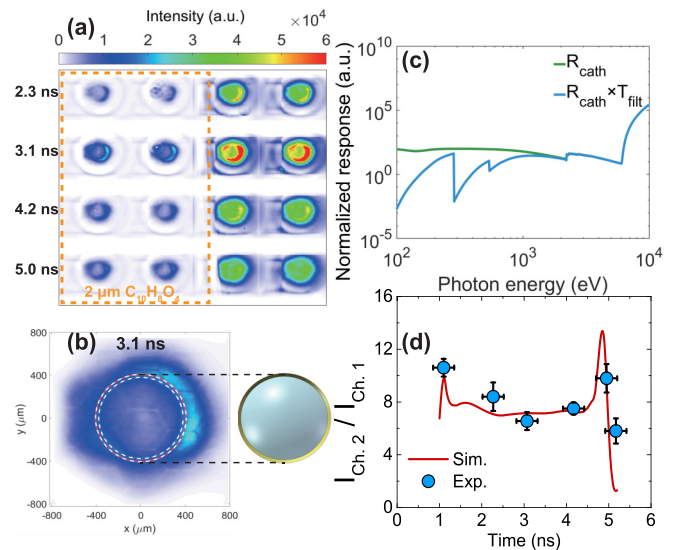 Intensity (a.u.)
×10⁴
0 1 2 3 4 5 6
(a)
2.3 ns
3.1 ns
4.2 ns
5.0 ns
2 μm C₁₀H₈O₄
(b)
3.1 ns
800
400
0
-400
-800
y (μm)
-800 -400 0 400 800
x (μm)
(c)
R_cath
R_cath×T_filt
Normalized response (a.u.)
10¹⁰
10⁵
10⁰
10⁻⁵
10² 10³ 10⁴
Photon energy (eV)
(d)
I_Ch. 2 / I_Ch. 1
16
12
8
4
0
Sim.
Exp.
0 1 2 3 4 5 6
Time (ns)